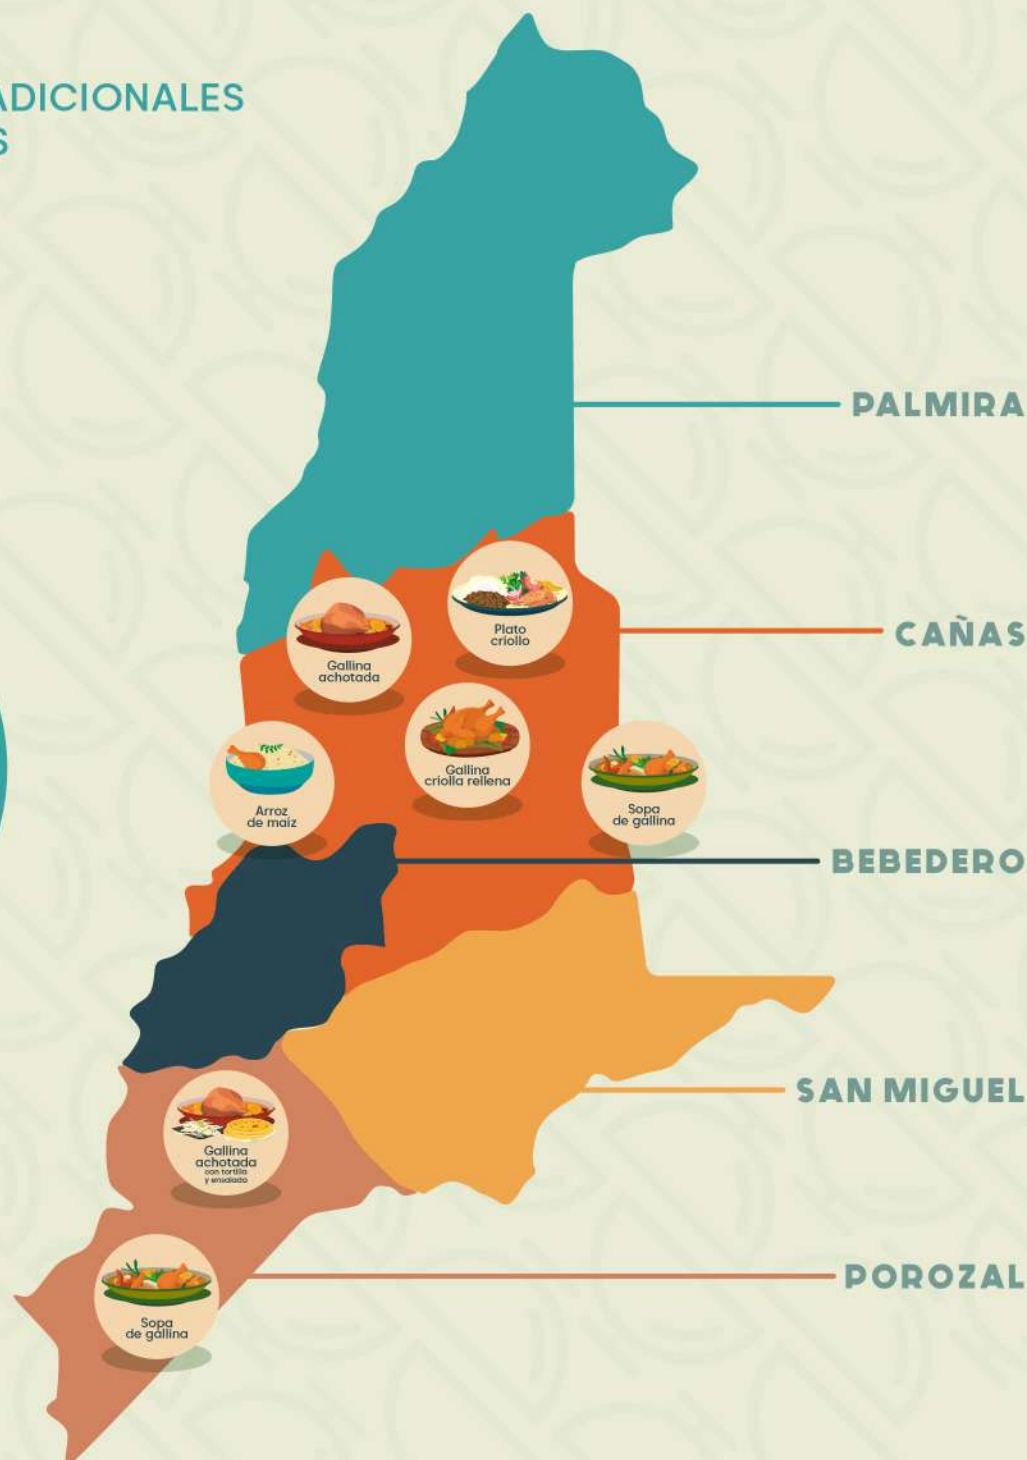 ADICIONALES
S
PALMIRA
Plato
criollo
CAÑAS
Gallina
achotada
Gallina
criolla rellena
Arroz
de maíz
Sopa
de gallina
BEBEDERO
SAN MIGUEL
Gallina
achotada
con tortilla
y ensalada
POROZAL
Sopa
de gallina